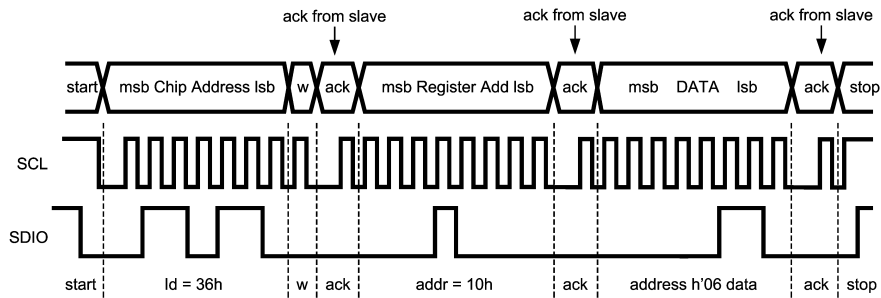 ack from slave ack from slave ack from slave
start msb Chip Address lsb w ack msb Register Add lsb ack msb DATA lsb ack stop
SCL
SDIO
start Id = 36h w ack addr = 10h ack address h'06 data ack stop